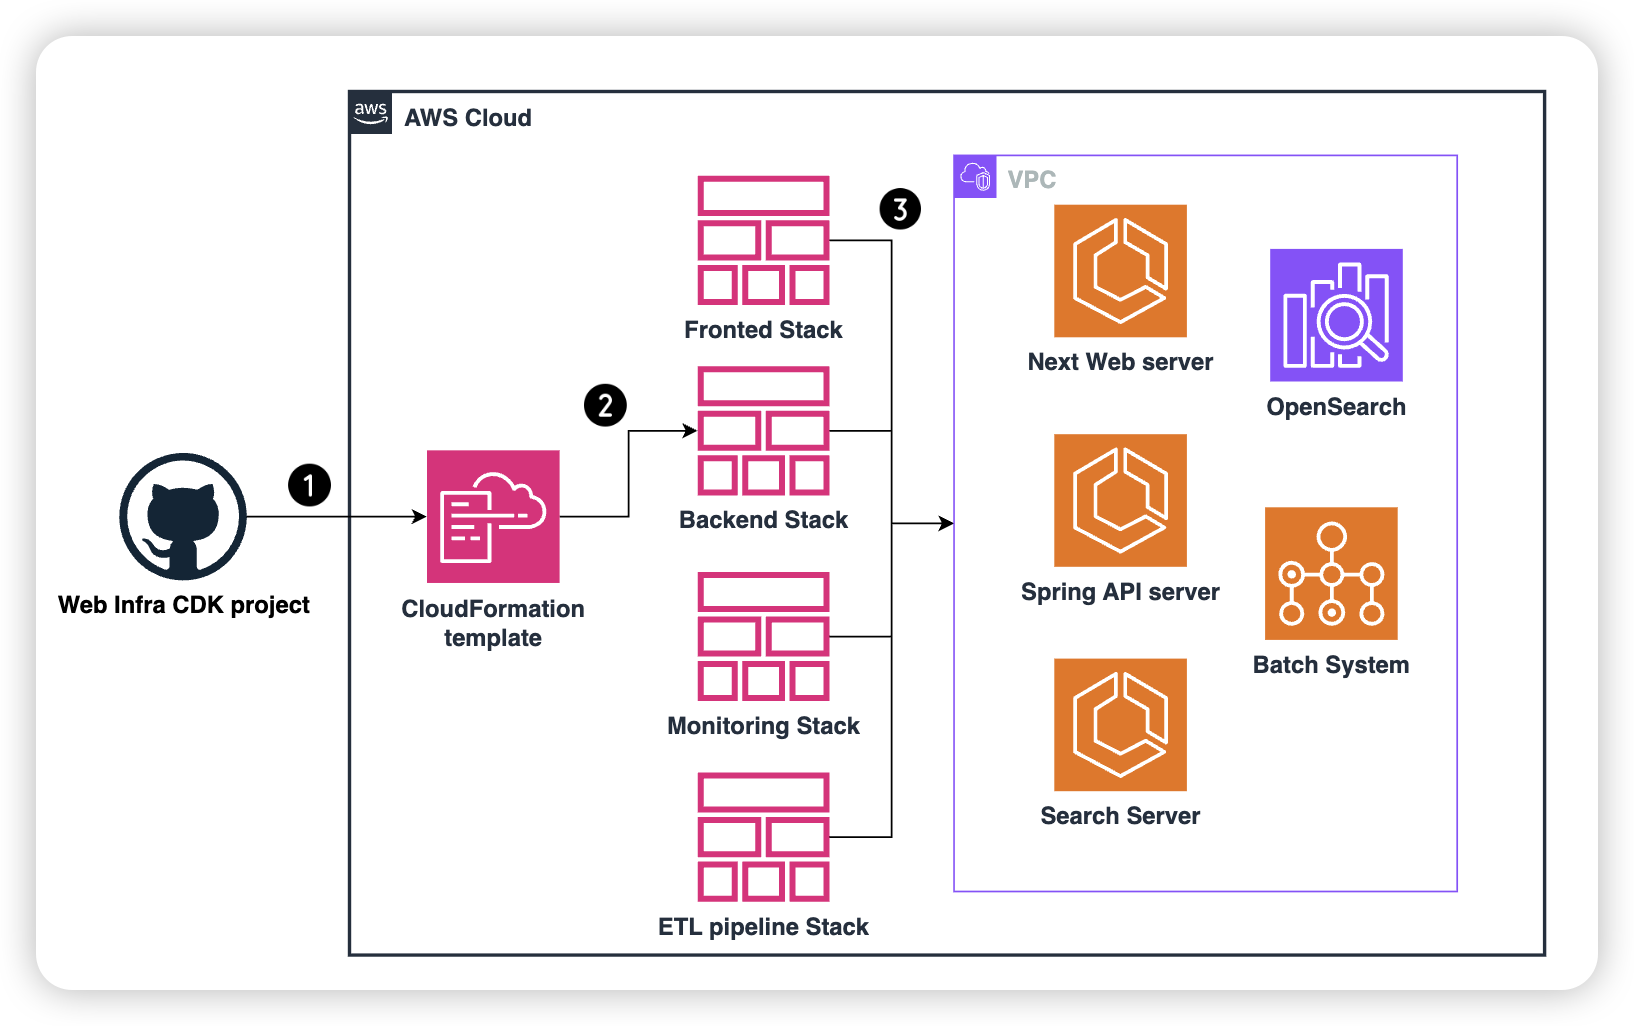 aws
AWS Cloud
VPC
3
Fronted Stack
Next Web server
OpenSearch
2
1
Backend Stack
Web Infra CDK project
CloudFormation
template
Spring API server
Batch System
Monitoring Stack
Search Server
ETL pipeline Stack